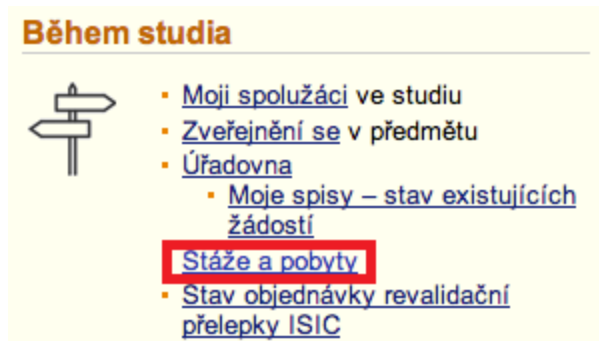 Během studia
Moji spolužáci ve studiu
Zveřejnění se v předmětu
Úřadovna
Moje spisy – stav existujících
žádostí
Stáže a pobyty
Stav objednávky revalidační
přelepky ISIC